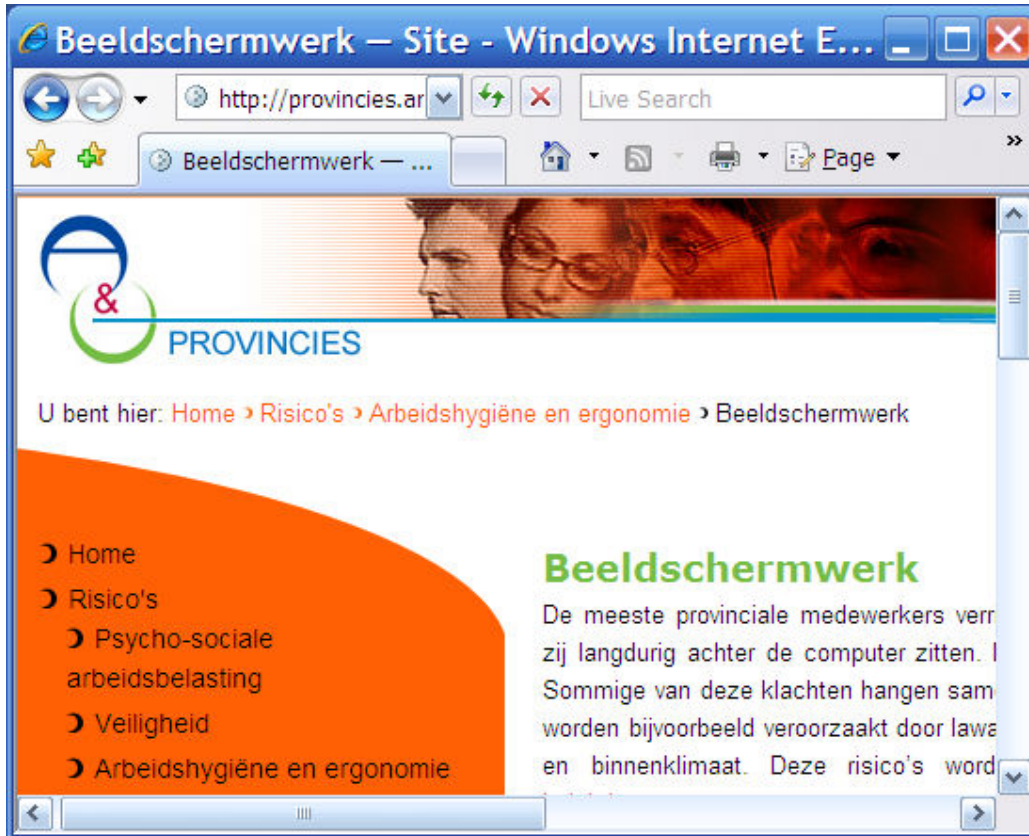 Beeldschermwerk – Site - Windows Internet E...
http://provincies.ar
Live Search
Beeldschermwerk — ...
Page
»
A
&
PROVINCIES
U bent hier: Home › Risico's › Arbeidshygiëne en ergonomie › Beeldschermwerk
Home
Risico's
Psycho-sociale
arbeidsbelasting
Veiligheid
Arbeidshygiëne en ergonomie
Beeldschermwerk
De meeste provinciale medewerkers verr
zij langdurig achter de computer zitten.
Sommige van deze klachten hangen sam
worden bijvoorbeeld veroorzaakt door lawa
en binnenklimaat. Deze risico's word